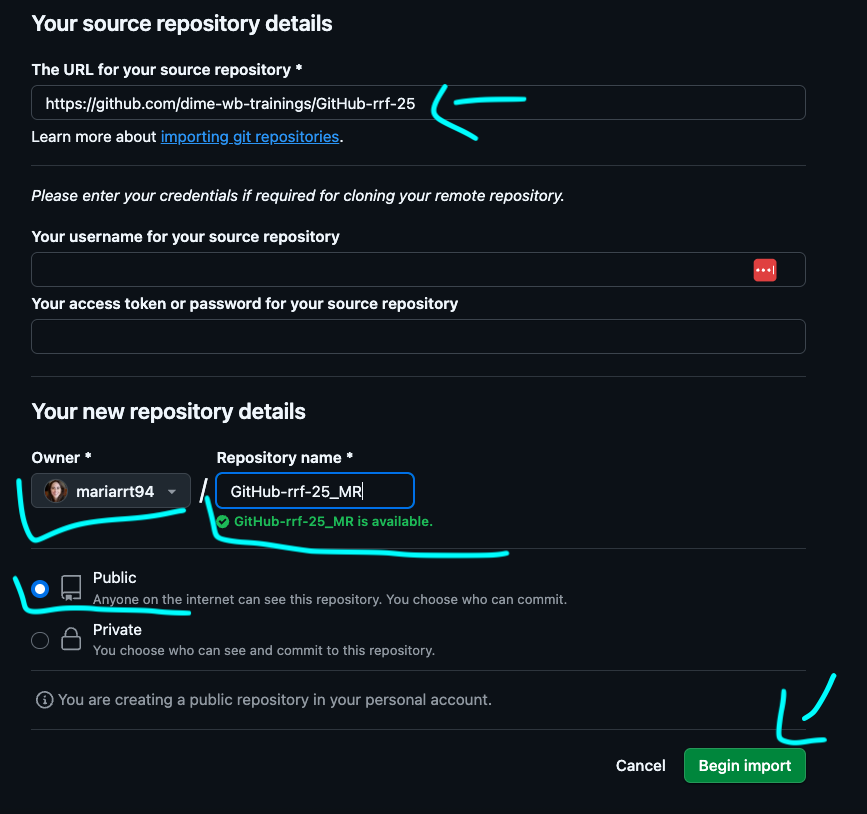 Your source repository details
The URL for your source repository *
https://github.com/dime-wb-trainings/GitHub-rrf-25
Learn more about importing git repositories.
Please enter your credentials if required for cloning your remote repository.
Your username for your source repository
Your access token or password for your source repository
Your new repository details
Owner * Repository name *
mariarrt94 / GitHub-rrf-25_MR
GitHub-rrf-25_MR is available.
Public
Anyone on the internet can see this repository. You choose who can commit.
Private
You choose who can see and commit to this repository.
You are creating a public repository in your personal account.
Cancel Begin import